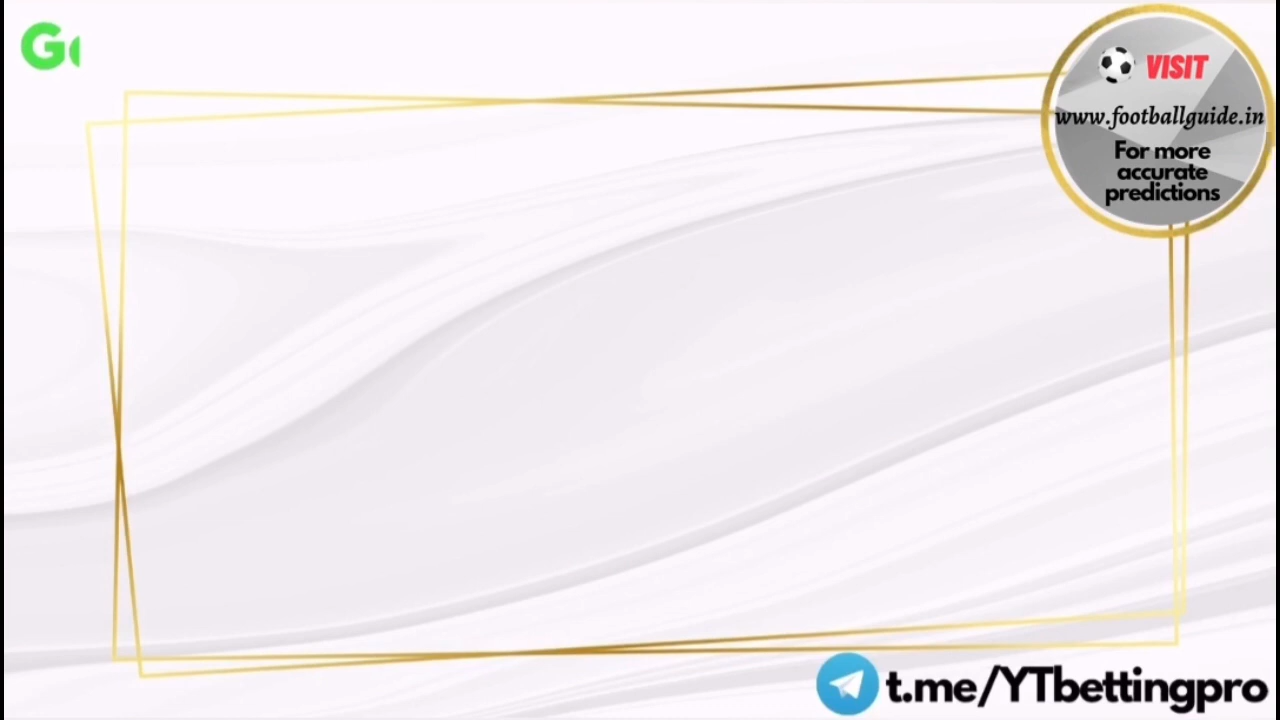 VISIT
www.footballguide.in
For more
accurate
predictions
t.me/YTbettingpro